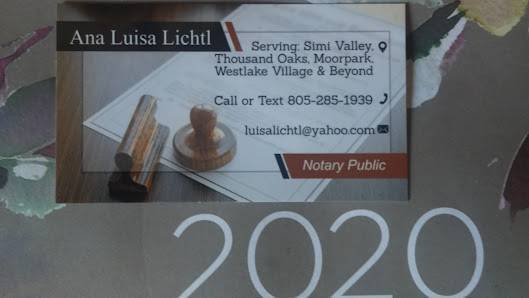 Ana Luisa Lichtl
Serving: Simi Valley,
Thousand Oaks, Moorpark,
Westlake Village & Beyond
Call or Text 805-285-1939
luisalichtl@yahoo.com
Notary Public
2020